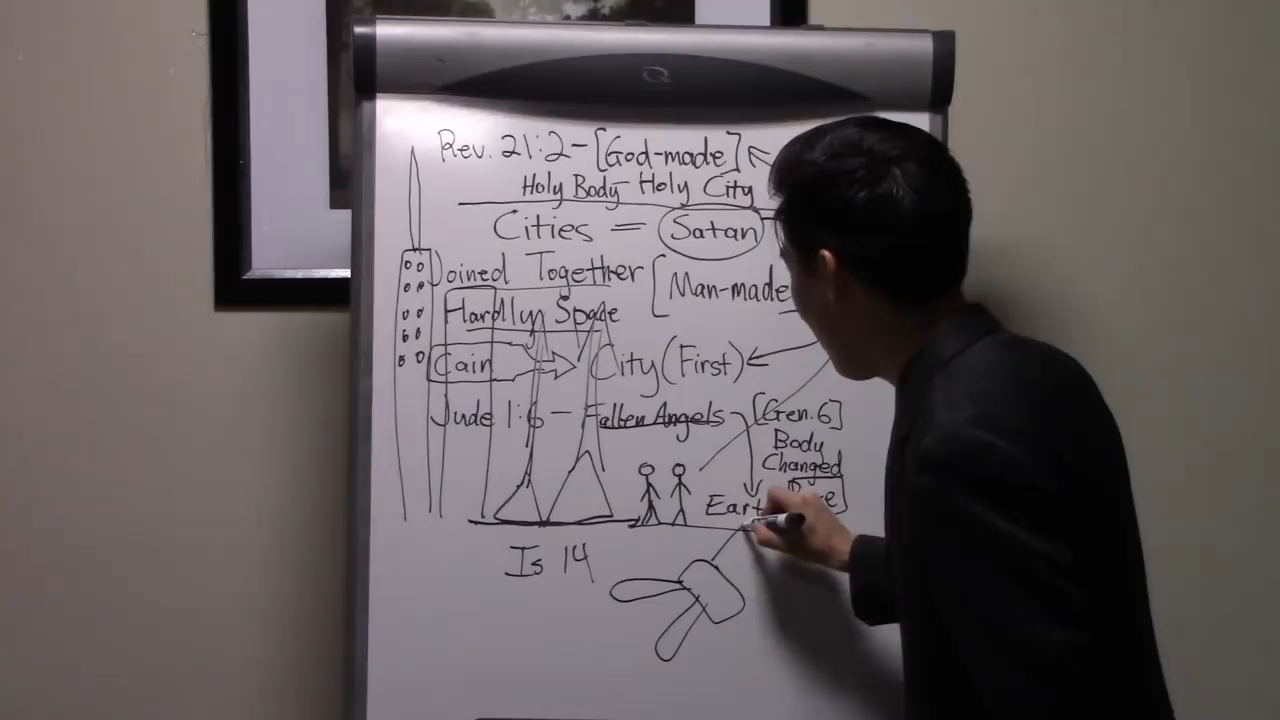 Q
Rev. 21:2 - [God-made]
Holy Body Holy City
Cities = Satan
Joined Together
[Man-made
Hardly Space
Cain
City (First)
Jude 1:6 - Fallen Angels
[Gen. 6]
Body
Changed
Is 14